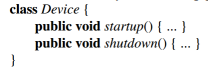 class Device {
public void startup() { ... }
public void shutdown() { ... }
}